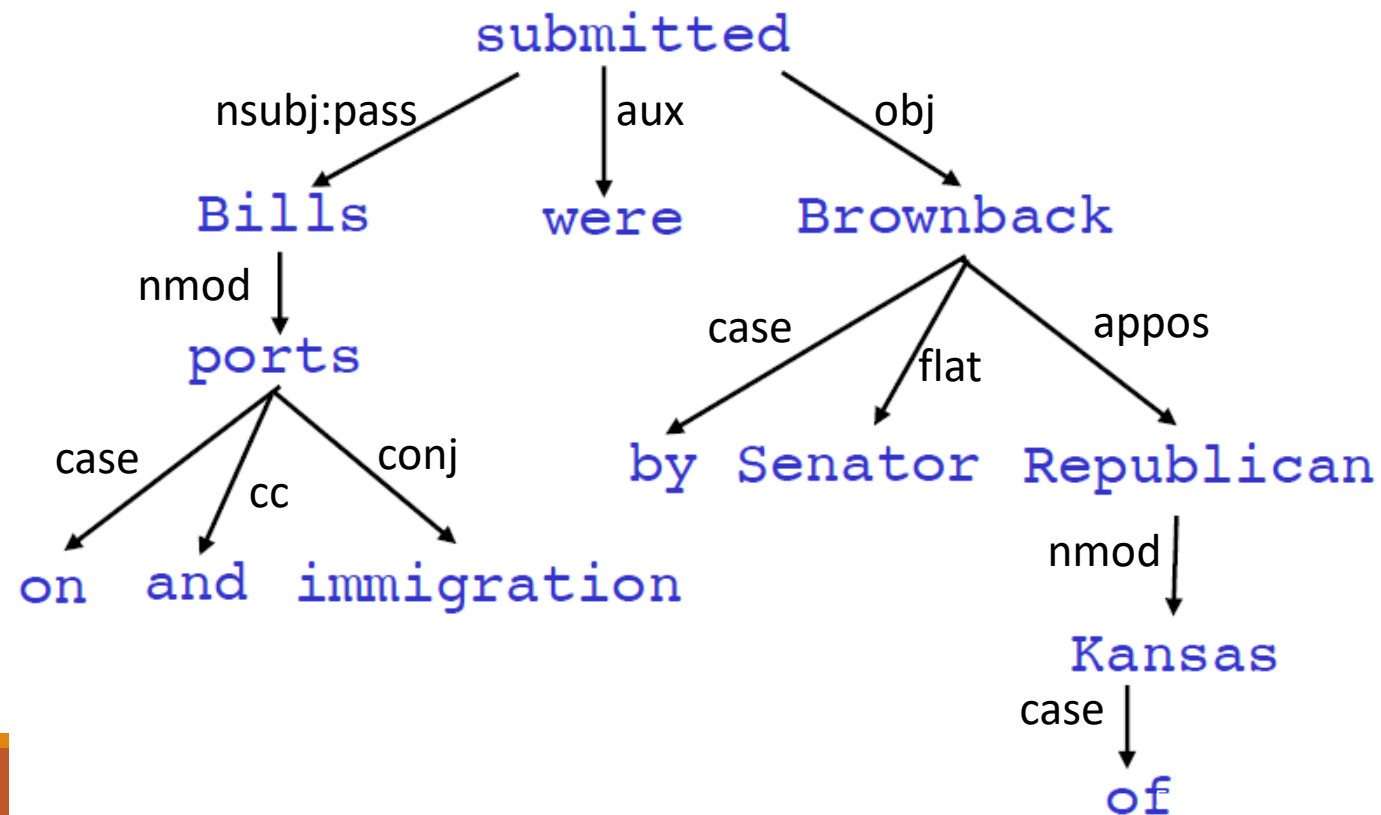 submitted
nsubj:pass aux obj
Bills were Brownback
nmod
ports
case flat appos
case cc conj
by Senator Republican
on and immigration
nmod
Kansas
case
of